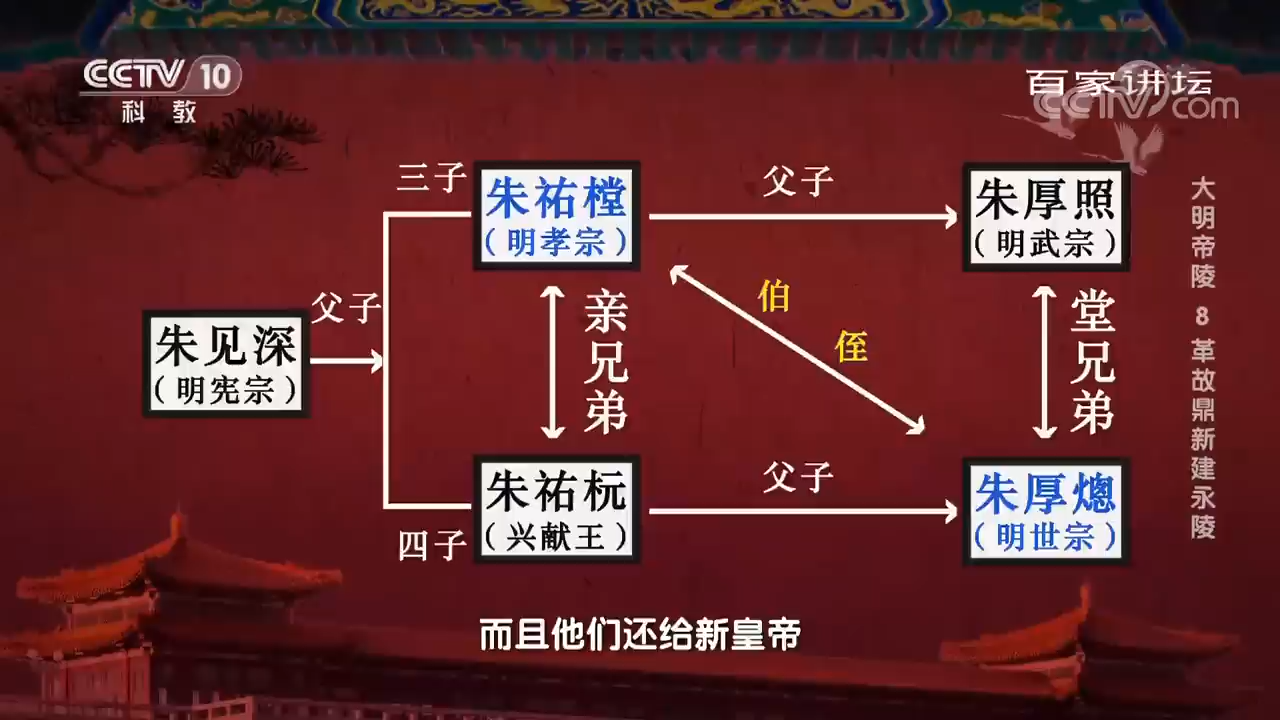 CCTV 10
科教
百家讲坛
CCTV.com
三子
朱祐樘
(明孝宗)
父子
朱厚照
(明武宗)
伯
侄
父子
亲兄弟
堂兄弟
朱见深
(明宪宗)
朱祐杬
(兴献王)
父子
朱厚熜
(明世宗)
四子
大明帝陵 8 革故鼎新建永陵
而且他们还给新皇帝